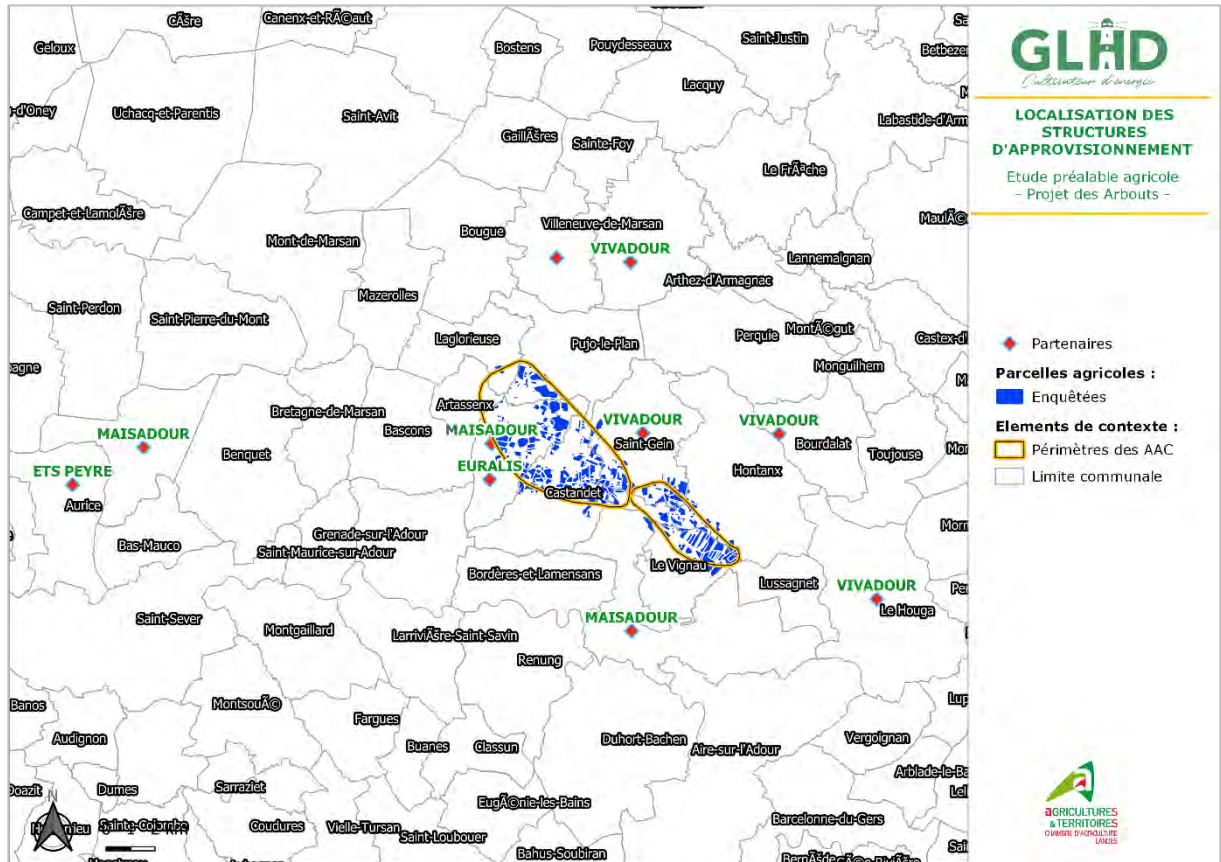 Cÿre
Canenx-et-RÃ©aut
Geloux
Bostens
Pouydesseaux
Saint-Justin
Lacquy
-d'Oney
Uchacq-et-Parentis
Saint-Avit
Labastide-d'Arm
GaillÃšres
Sainte-Foy
Le FrÃªche
Campet-et-LamolÃšre
Villeneuve-de-Marsan
MaulÃ©
Bougue
Mont-de-Marsan
VIVADOUR
Lannemaignan
Arthez-d'Armagnac
Mazerolles
Saint-Perdon
Saint-Pierre-du-Mont
MontÃ©gut
Perquie
Castex-d'
Laglorieuse
Pujo-le-Plan
Monguilhem
Artassenx
Bretagne-de-Marsan
VIVADOUR
VIVADOUR
MAISADOUR
Bascons
MAISADOUR
Saint-Gein
Bourdalat
Toujouse
Benquet
ETS PEYRE
EURALIS
Hontanx
Aurice
Castandet
Grenade-sur-l'Adour
Bas-Mauco
Saint-Maurice-sur-Adour
Bordères-et-Lamensans
Le Vignau
Lussagnet
VIVADOUR
Le Houga
Saint-Sever
MAISADOUR
Montgaillard
LarriviÃšre-Saint-Savin
Renung
Banos
MontsouÃ©
Fargues
Audignon
Buanes
Classun
Duhort-Bachen
Aire-sur-l'Adour
Vergoignan
Arblade-le-Ba
Doazit
Dumes
Sarraziet
EugÃ©nie-les-Bains
N
Sainte-Colombe
Coudures
Vielle-Tursan
Saint-Loubouer
Barcelonne-du-Gers
Bahus-Soubiran
GLHD
Cultivateur d'énergie
LOCALISATION DES
STRUCTURES
D'APPROVISIONNEMENT
Etude préalable agricole
- Projet des Arbouts -
Partenaires
Parcelles agricoles :
Enquêtées
Elements de contexte :
Périmètres des AAC
Limite communale
AGRICULTURES
& TERRITOIRES
CHAMBRE D'AGRICULTURE
LANDES